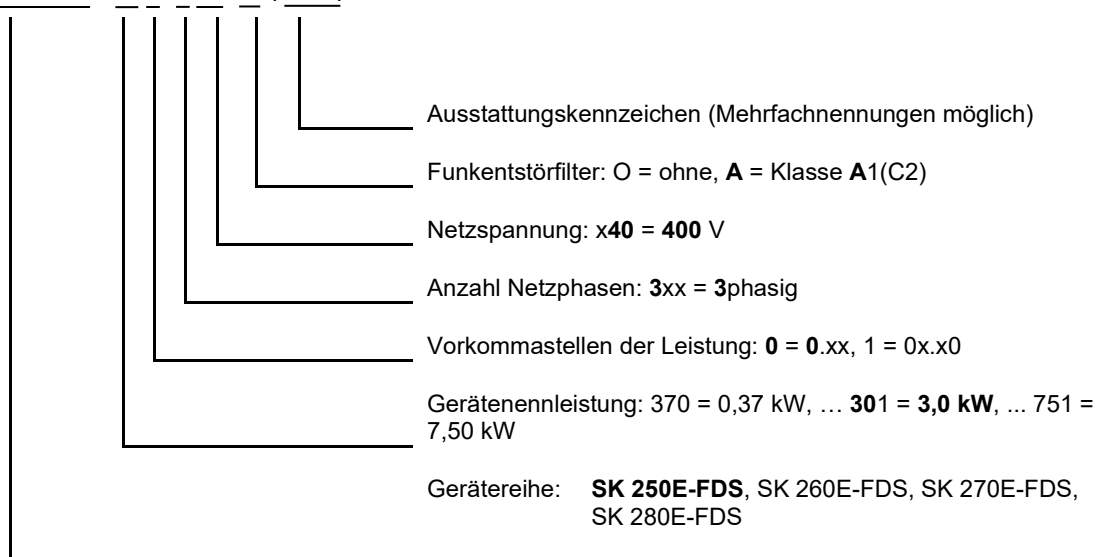 Ausstattungskennzeichen (Mehrfachnennungen möglich)
Funkentstörfilter: O = ohne, A = Klasse A1(C2)
Netzspannung: x40 = 400 V
Anzahl Netzphasen: 3xx = 3phasig
Vorkommastellen der Leistung: 0 = 0.xx, 1 = 0x.x0
Gerätenennleistung: 370 = 0,37 kW, … 301 = 3,0 kW, ... 751 =
7,50 kW
Gerätereihe: SK 250E-FDS, SK 260E-FDS, SK 270E-FDS,
SK 280E-FDS